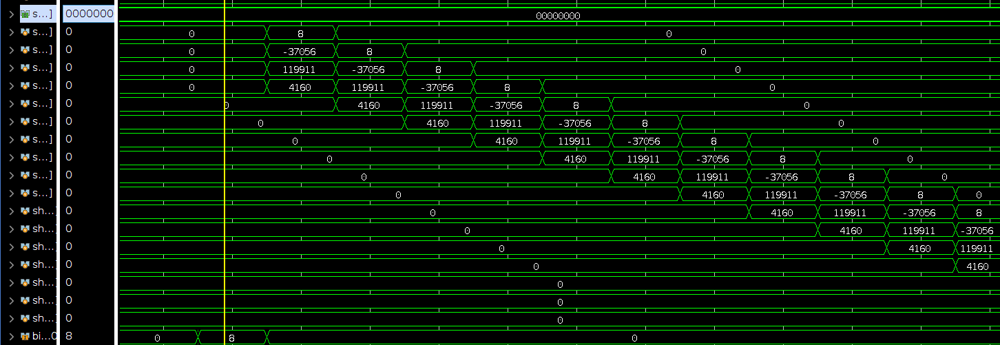 s...] 00000000 00000000
s...] 0 0 8 0
s...] 0 0 -37056 8 0
s...] 0 0 119911 -37056 8 0
s...] 0 0 4160 119911 -37056 8 0
s...] 0 0 4160 119911 -37056 8 0
s...] 0 0 4160 119911 -37056 8 0
s...] 0 0 4160 119911 -37056 8 0
s...] 0 0 4160 119911 -37056 8 0
s...] 0 0 4160 119911 -37056 8 0
s...] 0 0 4160 119911 -37056 8 0
sh... 0 0 4160 119911 -37056 8
sh... 0 0 4160 119911 -37056
sh... 0 0 4160 119911
sh... 0 0 4160
sh... 0 0
sh... 0 0
sh... 0 0
bi...0 8 0 8 0